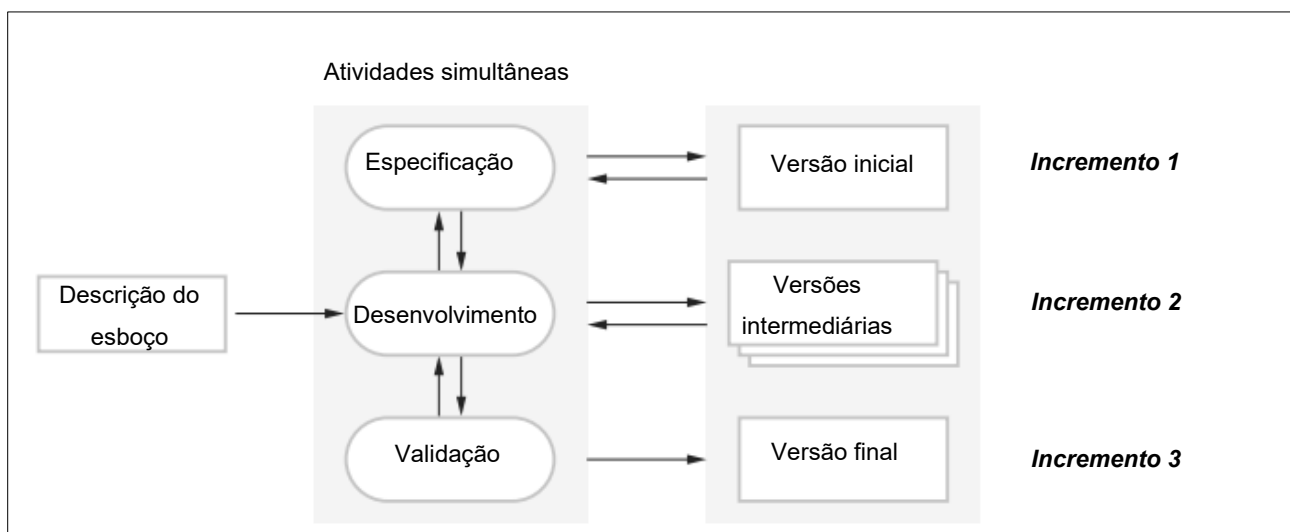 Atividades simultâneas
Especificação
Versão inicial
Incremento 1
Descrição do
esboço
Desenvolvimento
Versões
intermediárias
Incremento 2
Validação
Versão final
Incremento 3